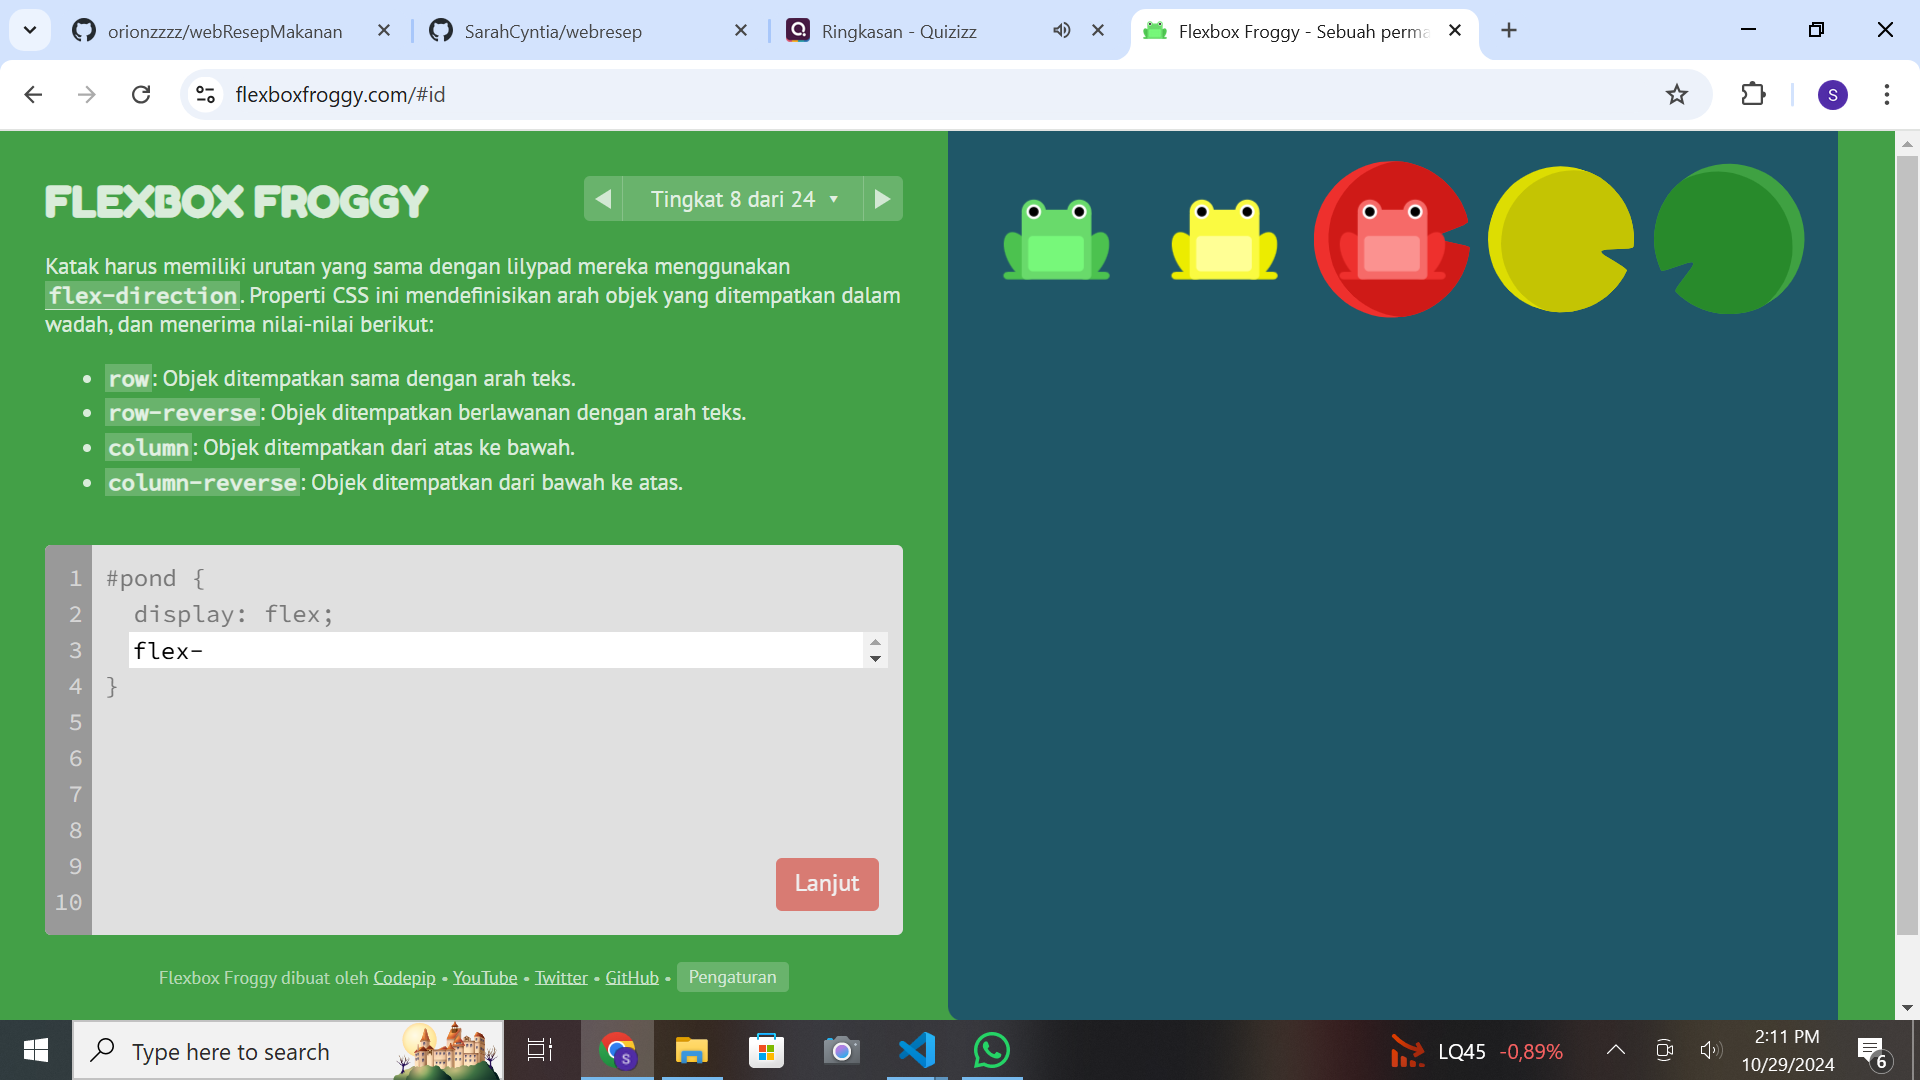 orionzzzz/webResepMakanan
SarahCyntia/webresep
Ringkasan - Quizizz
Flexbox Froggy - Sebuah perma
flexboxfroggy.com/#id
S
FLEXBOX FROGGY
Tingkat 8 dari 24
Katak harus memiliki urutan yang sama dengan lilypad mereka menggunakan
flex-direction. Properti CSS ini mendefinisikan arah objek yang ditempatkan dalam
wadah, dan menerima nilai-nilai berikut:
• row: Objek ditempatkan sama dengan arah teks.
• row-reverse: Objek ditempatkan berlawanan dengan arah teks.
• column: Objek ditempatkan dari atas ke bawah.
• column-reverse: Objek ditempatkan dari bawah ke atas.
1 #pond {
2 display: flex;
3 flex-
4 }
5
6
7
8
9
10
Lanjut
Flexbox Froggy dibuat oleh Codepip • YouTube • Twitter • GitHub • Pengaturan
Type here to search
S
LQ45 -0,89%
2:11 PM
10/29/2024
6